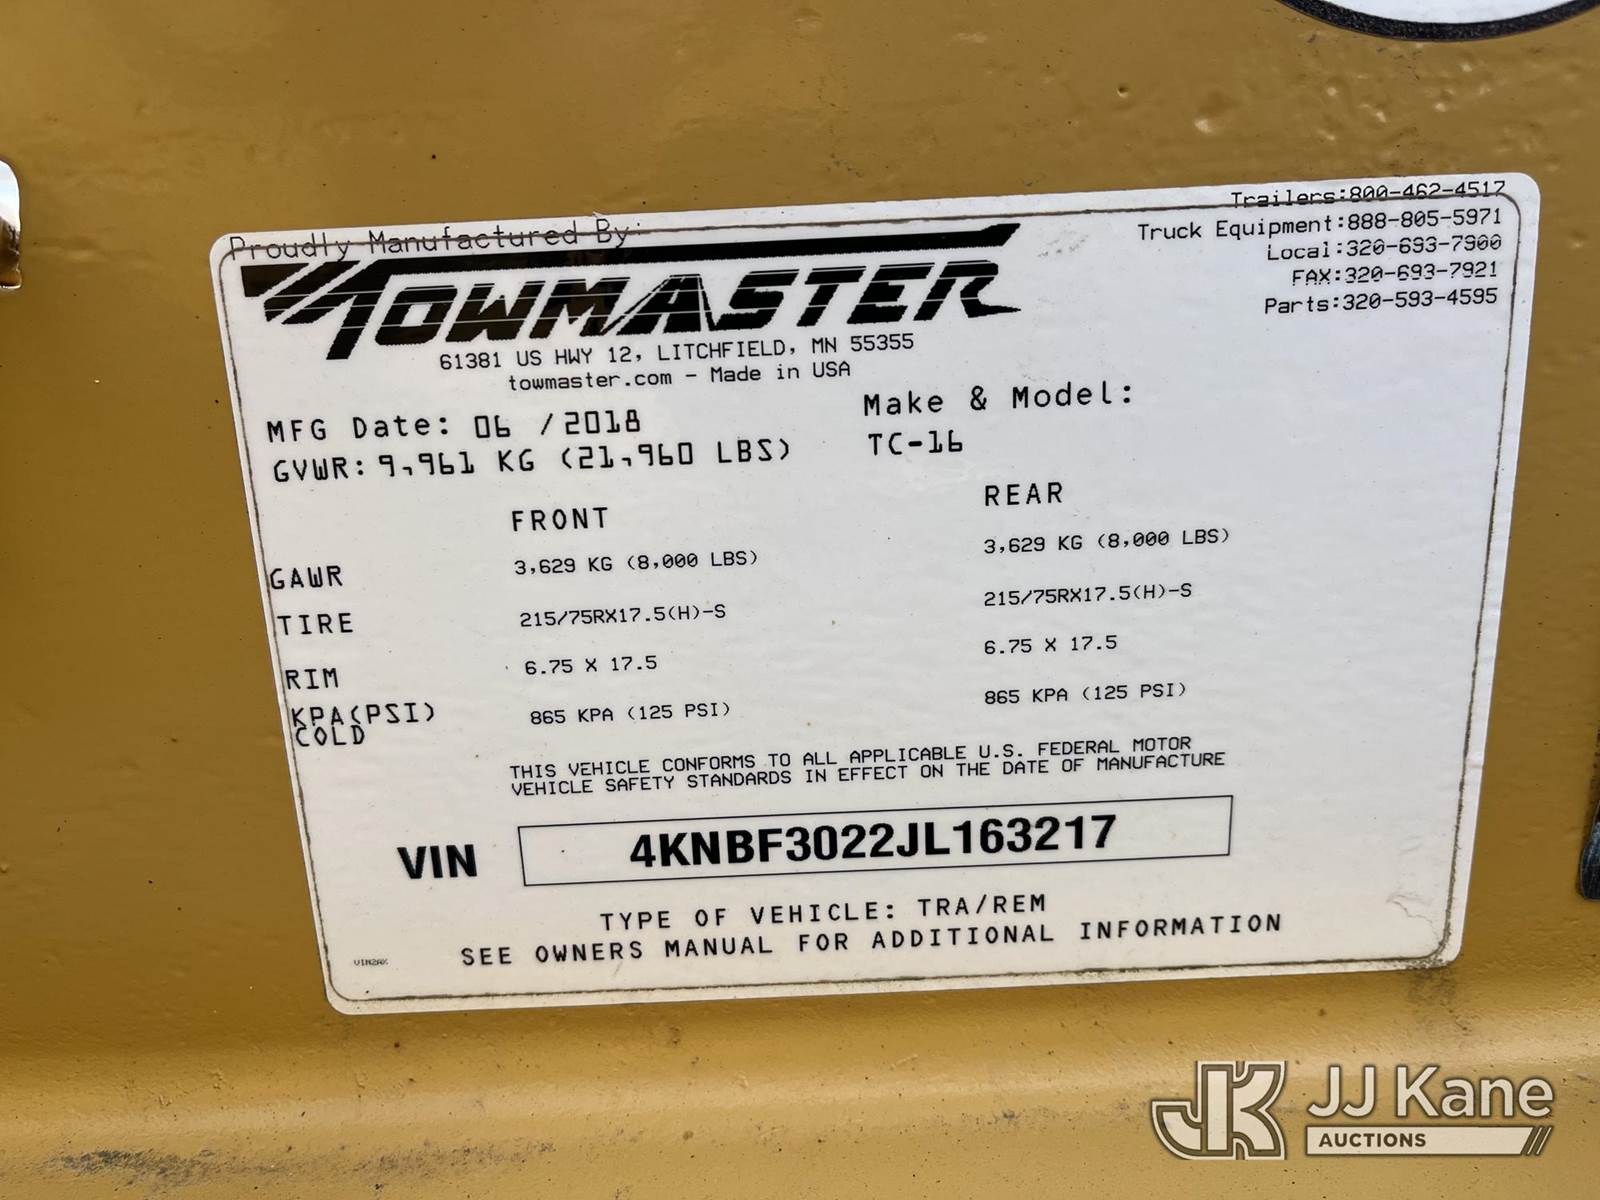 Proudly Manufactured By:
TOWMASTER
61381 US HWY 12, LITCHFIELD, MN 55355
towmaster.com - Made in USA
Trailers:800-462-4517
Truck Equipment:888-805-5971
Local:320-693-7900
FAX:320-693-7921
Parts:320-593-4595
MFG Date: 06 /2018
Make & Model:
GVWR: 9,961 KG (21,960 LBS)
TC-16
FRONT REAR
GAWR 3,629 KG (8,000 LBS) 3,629 KG (8,000 LBS)
TIRE 215/75RX17.5(H)-S 215/75RX17.5(H)-S
RIM 6.75 X 17.5 6.75 X 17.5
KPA(PSI) 865 KPA (125 PSI) 865 KPA (125 PSI)
COLD
THIS VEHICLE CONFORMS TO ALL APPLICABLE U.S. FEDERAL MOTOR
VEHICLE SAFETY STANDARDS IN EFFECT ON THE DATE OF MANUFACTURE
VIN 4KNBF3022JL163217
TYPE OF VEHICLE: TRA/REM
SEE OWNERS MANUAL FOR ADDITIONAL INFORMATION
VIN2AX
JK JJ Kane
AUCTIONS